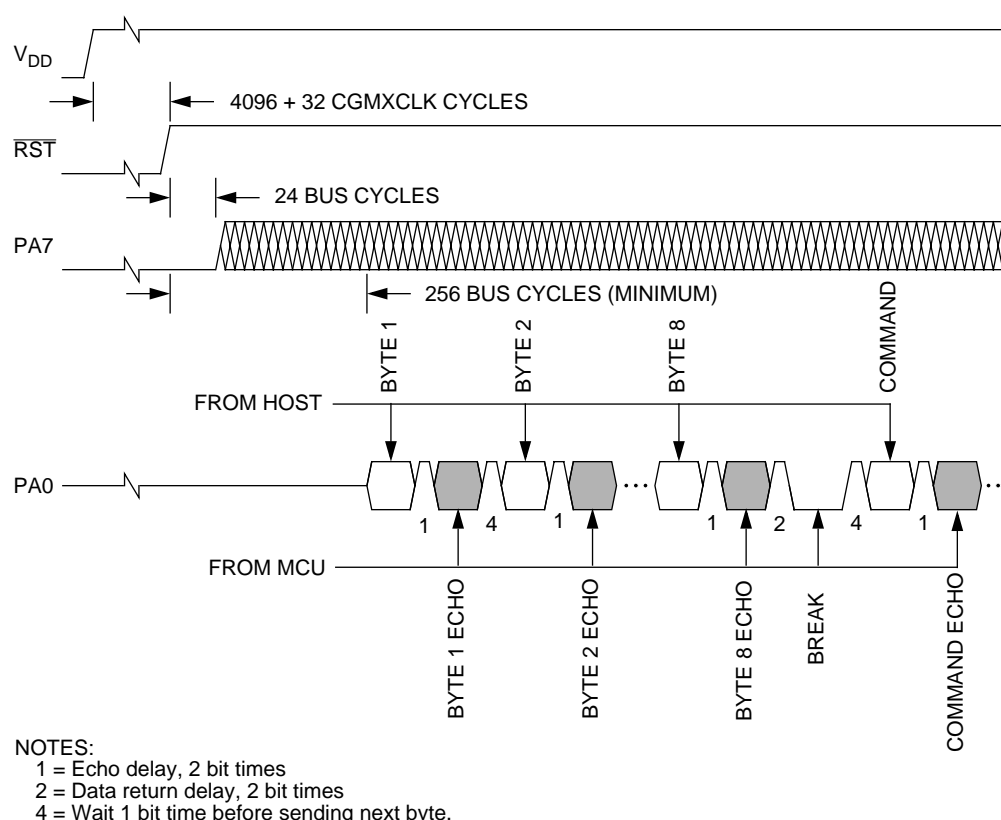 VDD
4096 + 32 CGMXCLK CYCLES
RST
24 BUS CYCLES
PA7
256 BUS CYCLES (MINIMUM)
BYTE 1
BYTE 2
BYTE 8
COMMAND
FROM HOST
PA0
1
4
1
1
2
4
1
FROM MCU
BYTE 1 ECHO
BYTE 2 ECHO
BYTE 8 ECHO
BREAK
COMMAND ECHO
NOTES:
1 = Echo delay, 2 bit times
2 = Data return delay, 2 bit times
4 = Wait 1 bit time before sending next byte.